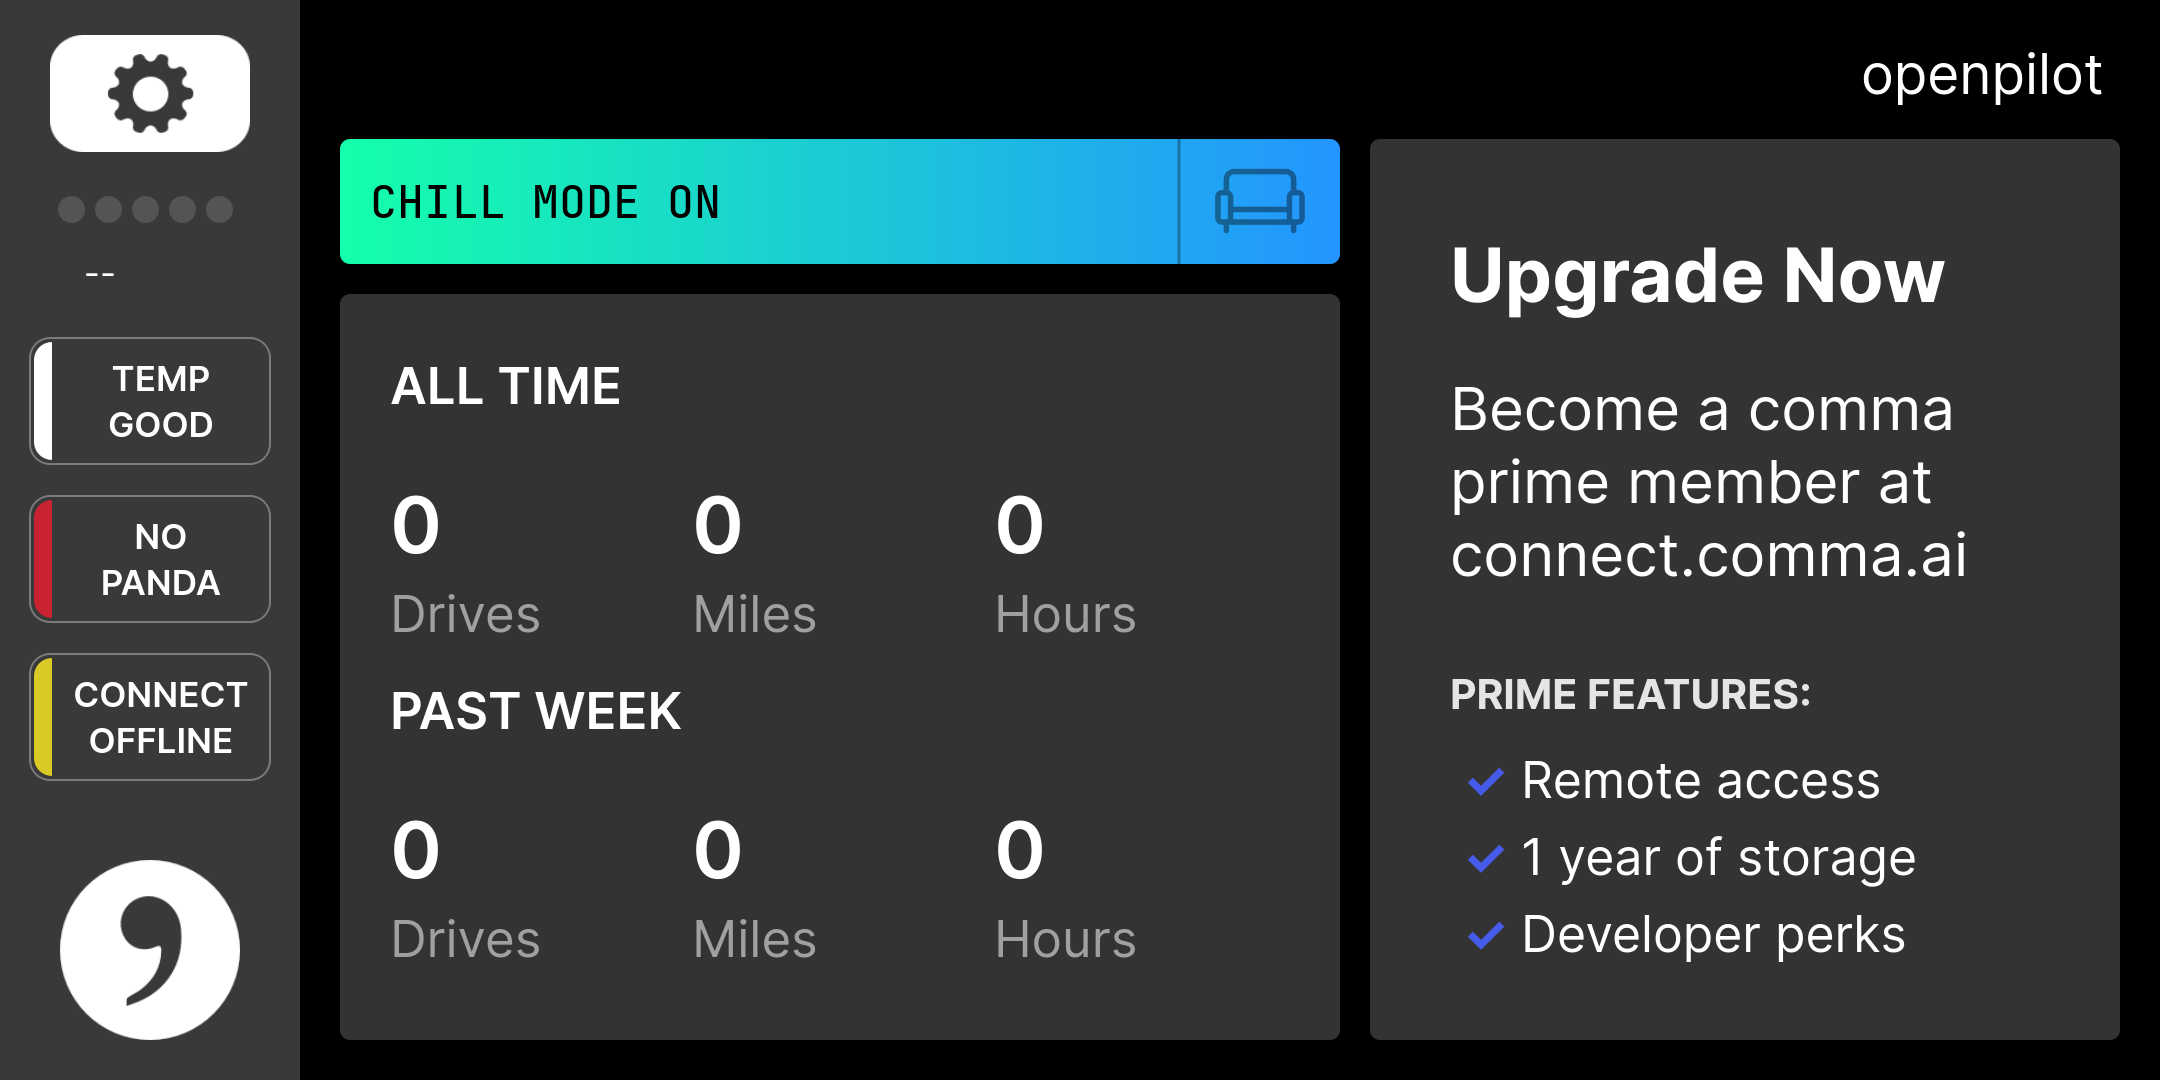 --
TEMP
GOOD
NO
PANDA
CONNECT
OFFLINE
openpilot
CHILL MODE ON
ALL TIME
0 0 0
Drives Miles Hours
PAST WEEK
0 0 0
Drives Miles Hours
Upgrade Now
Become a comma
prime member at
connect.comma.ai
PRIME FEATURES:
Remote access
1 year of storage
Developer perks